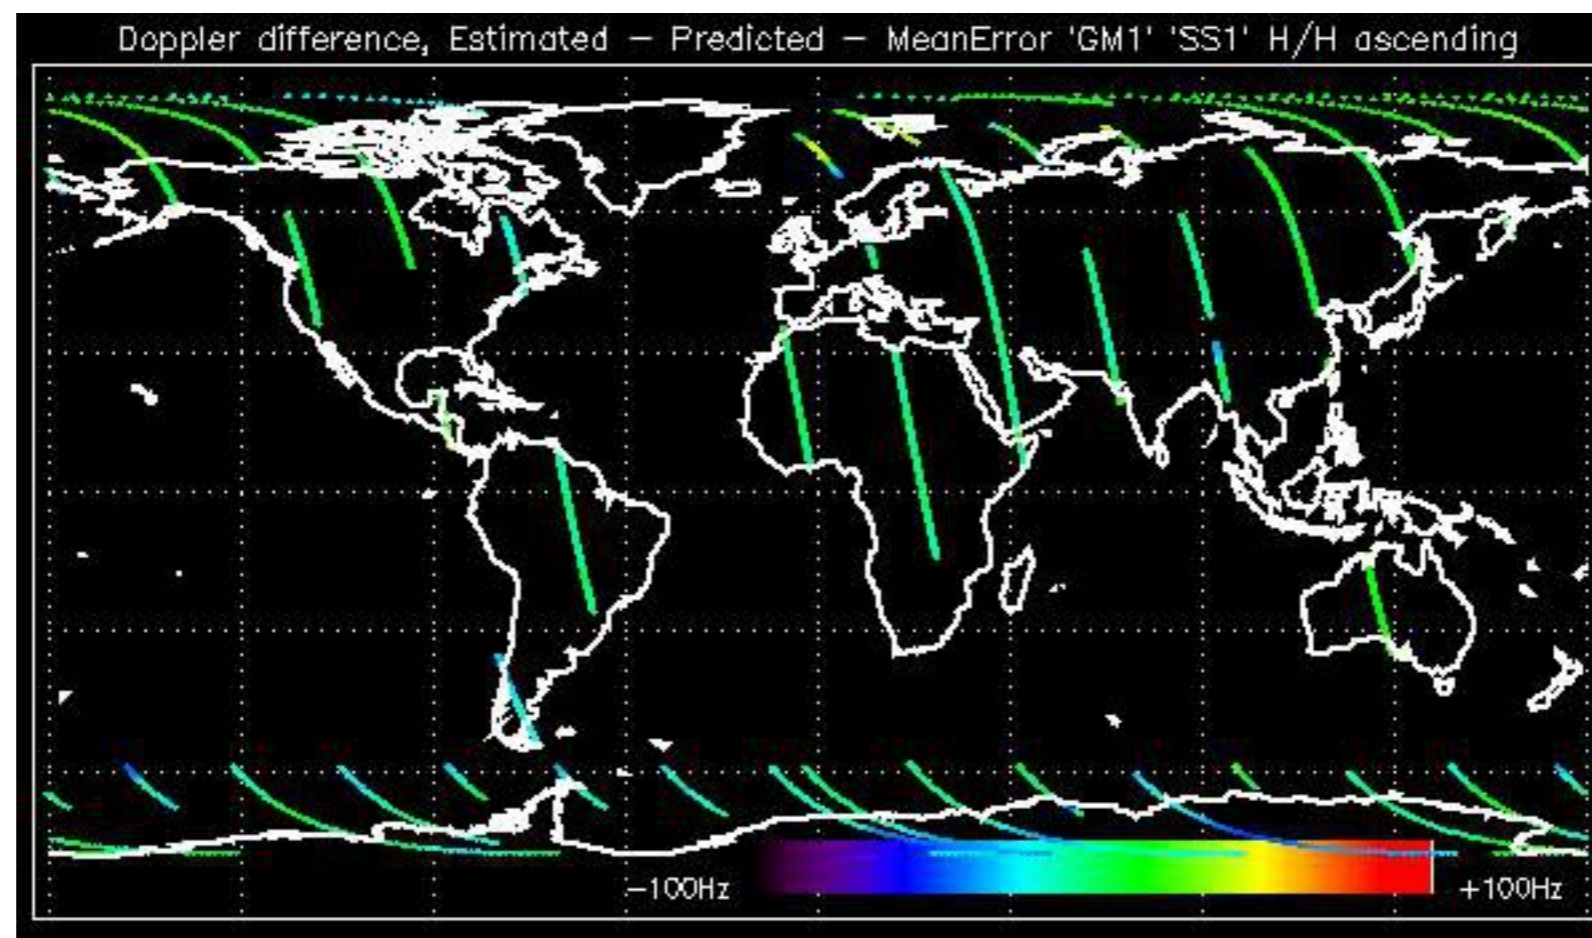 Doppler difference, Estimated − Predicted − MeanError 'GM1' 'SS1' H/H ascending
−100Hz
+100Hz